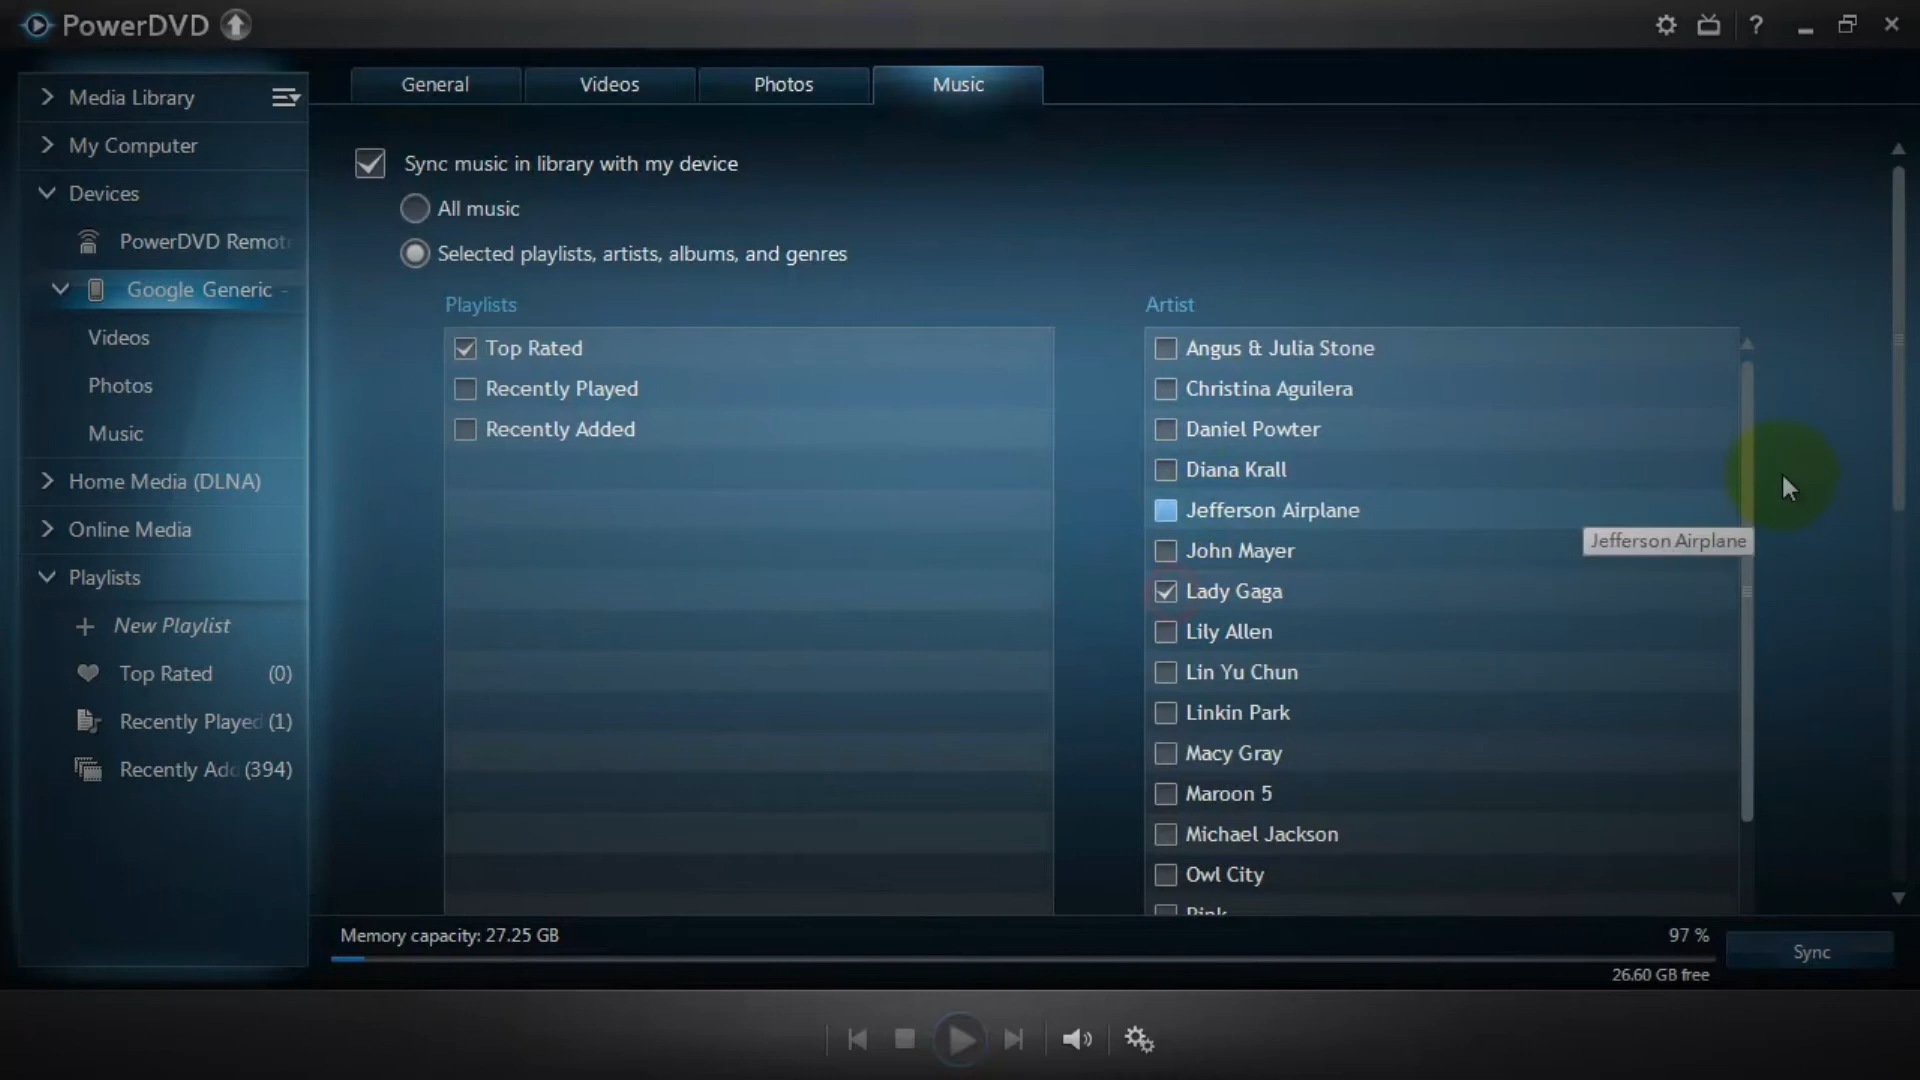 PowerDVD
?
Media Library
My Computer
Devices
PowerDVD Remot
Google Generic -
Videos
Photos
Music
Home Media (DLNA)
Online Media
Playlists
New Playlist
Top Rated (0)
Recently Played (1)
Recently Add (394)
General Videos Photos Music
Sync music in library with my device
All music
Selected playlists, artists, albums, and genres
Playlists
Top Rated
Recently Played
Recently Added
Artist
Angus & Julia Stone
Christina Aguilera
Daniel Powter
Diana Krall
Jefferson Airplane
Jefferson Airplane
John Mayer
Lady Gaga
Lily Allen
Lin Yu Chun
Linkin Park
Macy Gray
Maroon 5
Michael Jackson
Owl City
Pink
Memory capacity: 27.25 GB
97 %
26.60 GB free
Sync